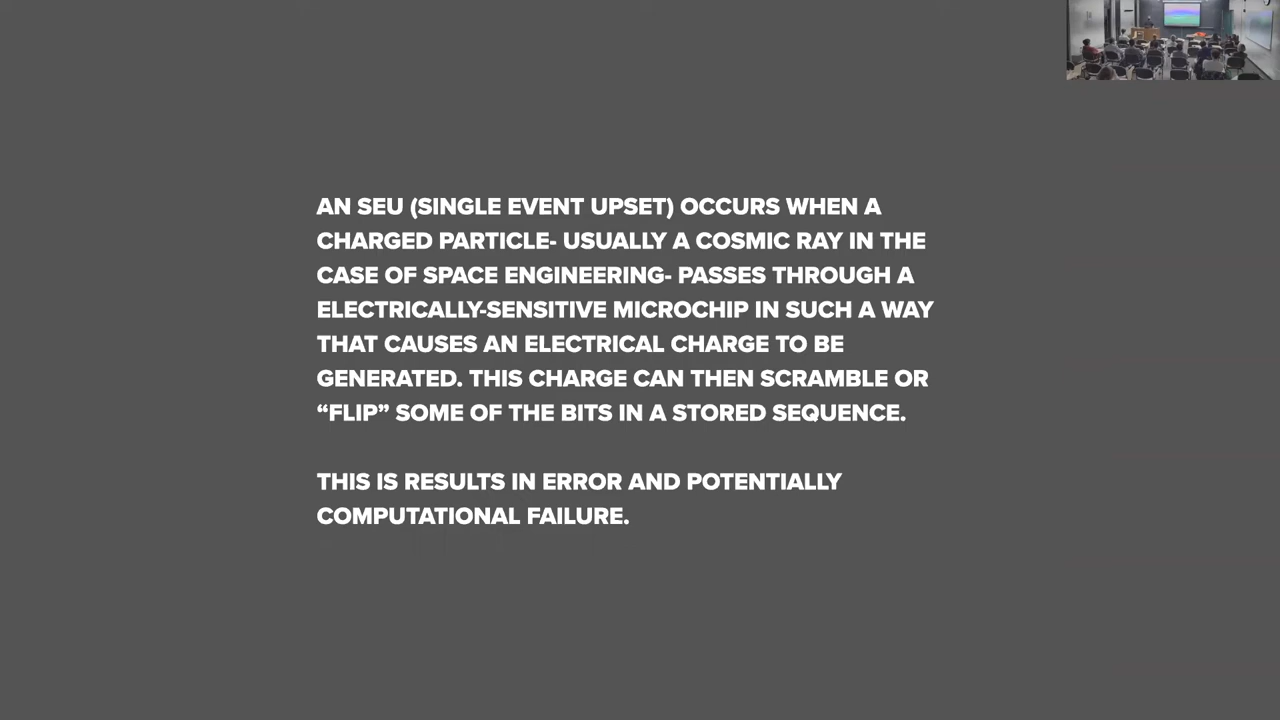 AN SEU (SINGLE EVENT UPSET) OCCURS WHEN A
CHARGED PARTICLE- USUALLY A COSMIC RAY IN THE
CASE OF SPACE ENGINEERING- PASSES THROUGH A
ELECTRICALLY-SENSITIVE MICROCHIP IN SUCH A WAY
THAT CAUSES AN ELECTRICAL CHARGE TO BE
GENERATED. THIS CHARGE CAN THEN SCRAMBLE OR
“FLIP” SOME OF THE BITS IN A STORED SEQUENCE.
THIS IS RESULTS IN ERROR AND POTENTIALLY
COMPUTATIONAL FAILURE.